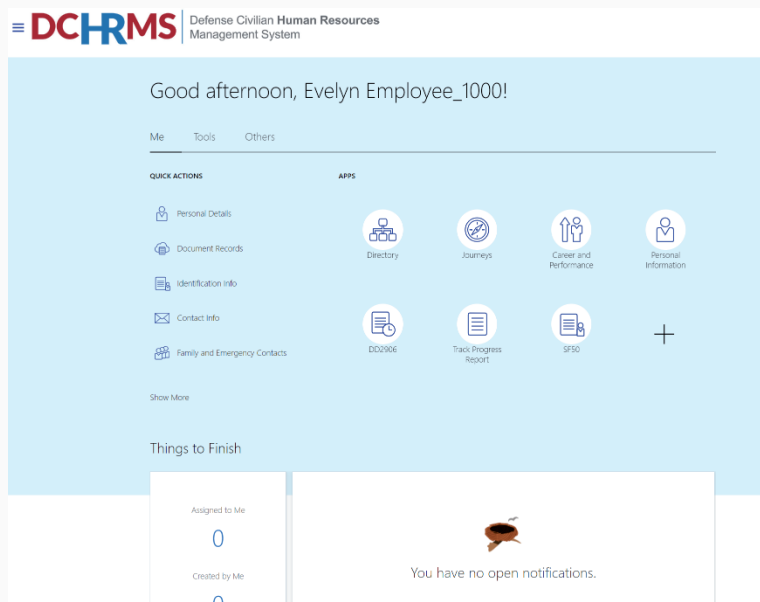 DCHRMS
Defense Civilian Human Resources
Management System
Good afternoon, Evelyn Employee_1000!
Me Tools Others
QUICK ACTIONS
Personal Details
Document Records
Identification Info
Contact Info
Family and Emergency Contacts
Show More
APPS
Directory
Journeys
Career and
Performance
Personal
Information
DD2906
Track Progress
Report
SF50
Things to Finish
Assigned to Me
0
Created by Me
0
You have no open notifications.